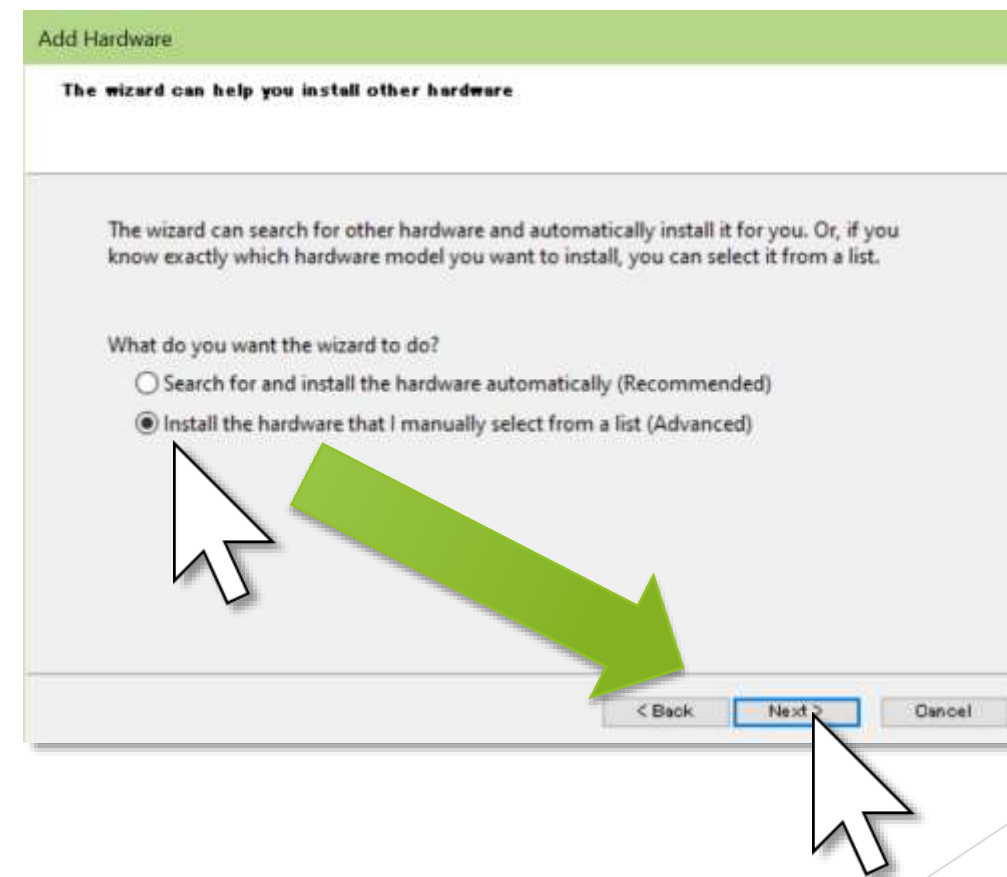 Add Hardware
The wizard can help you install other hardware
The wizard can search for other hardware and automatically install it for you. Or, if you
know exactly which hardware model you want to install, you can select it from a list.
What do you want the wizard to do?
Search for and install the hardware automatically (Recommended)
Install the hardware that I manually select from a list (Advanced)
< Back Next > Cancel